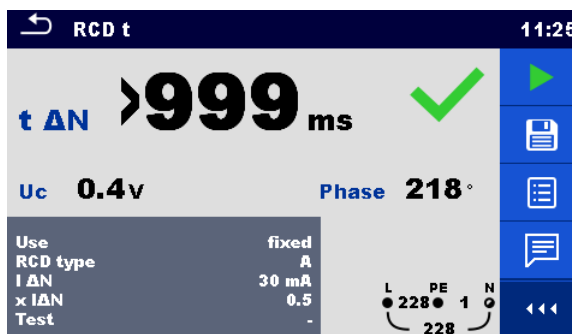 RCD t 11:25
t ΔN >999 ms
Uc 0.4V Phase 218°
Use fixed
RCD type A
I ΔN 30 mA
x IΔN 0.5
Test -
L PE N
228 1
228